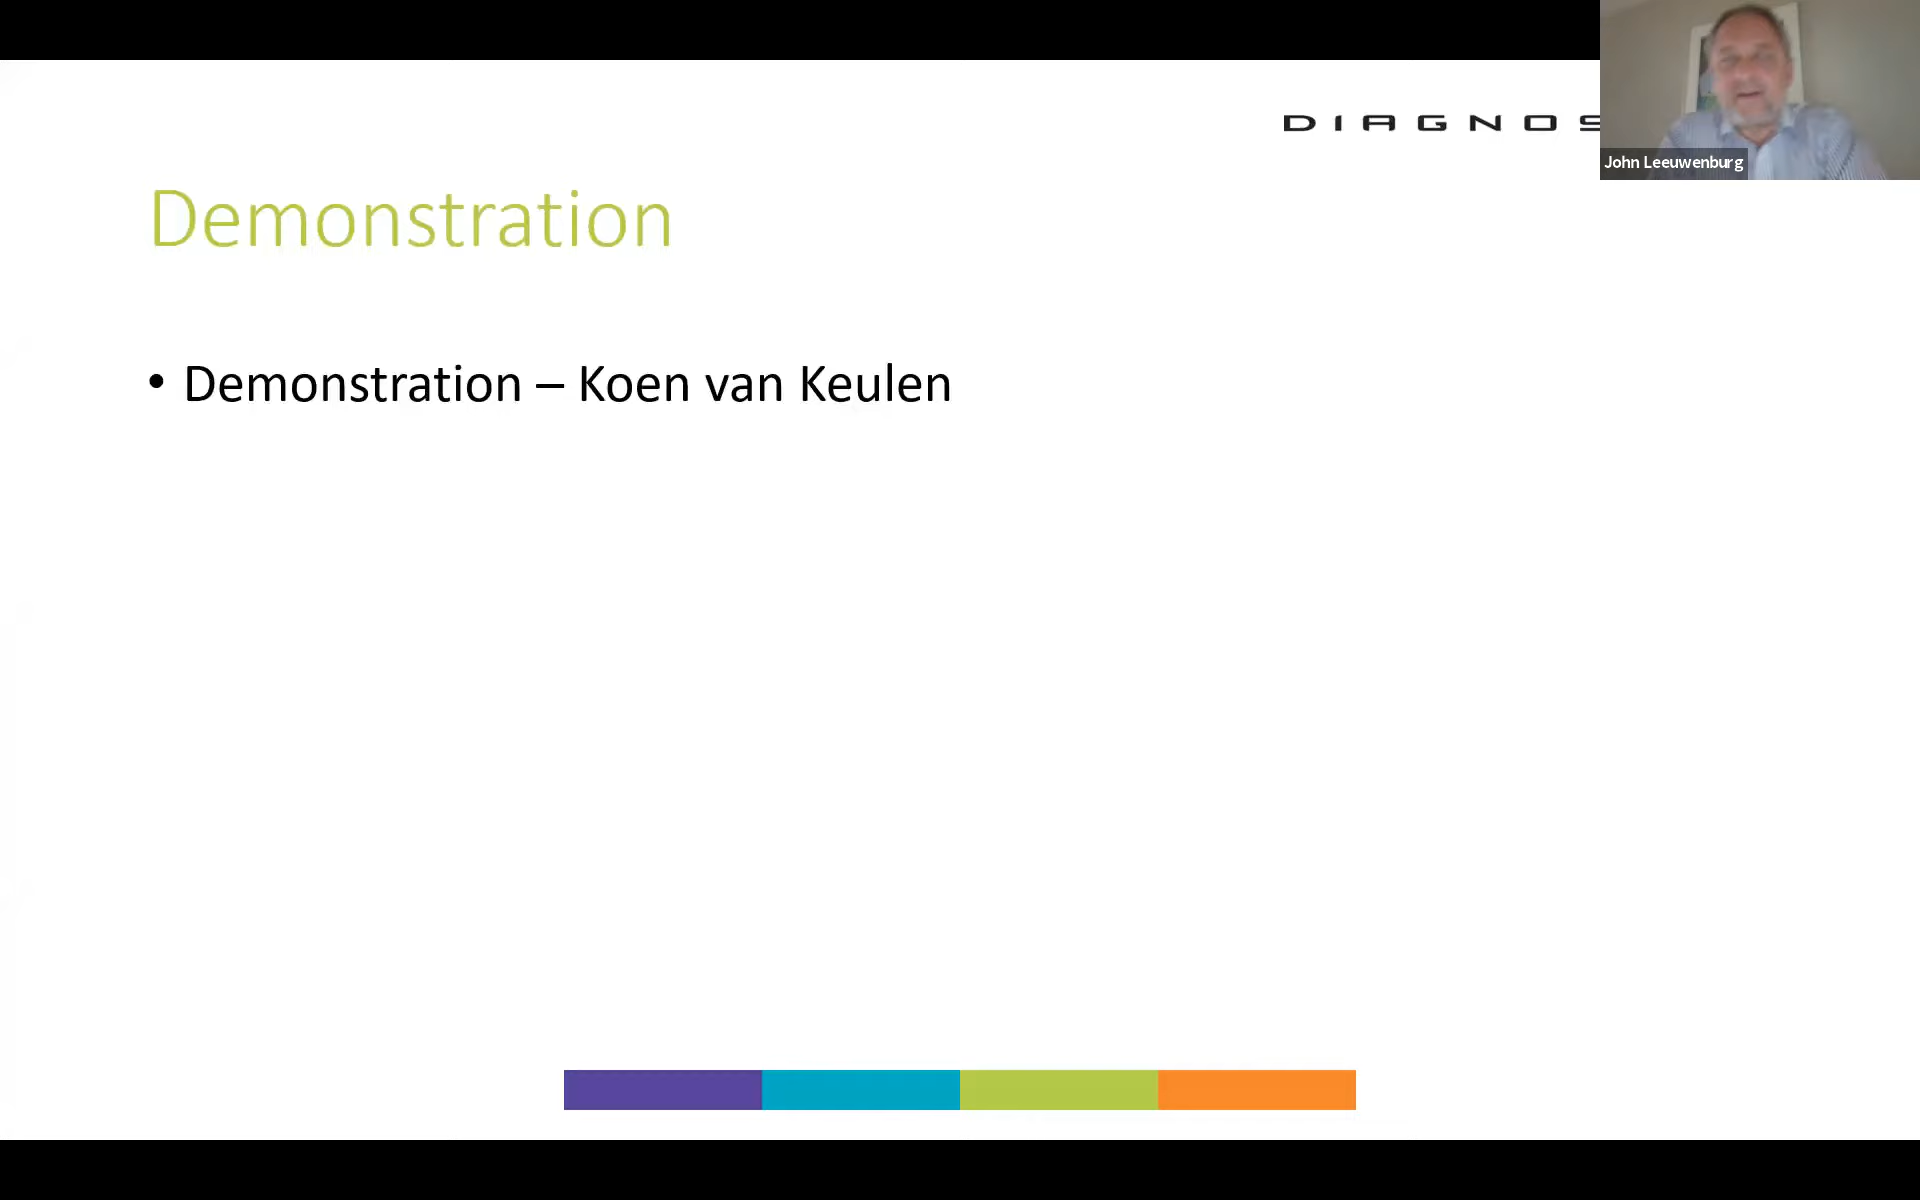 DIAGNOS
John Leeuwenburg
Demonstration
• Demonstration – Koen van Keulen